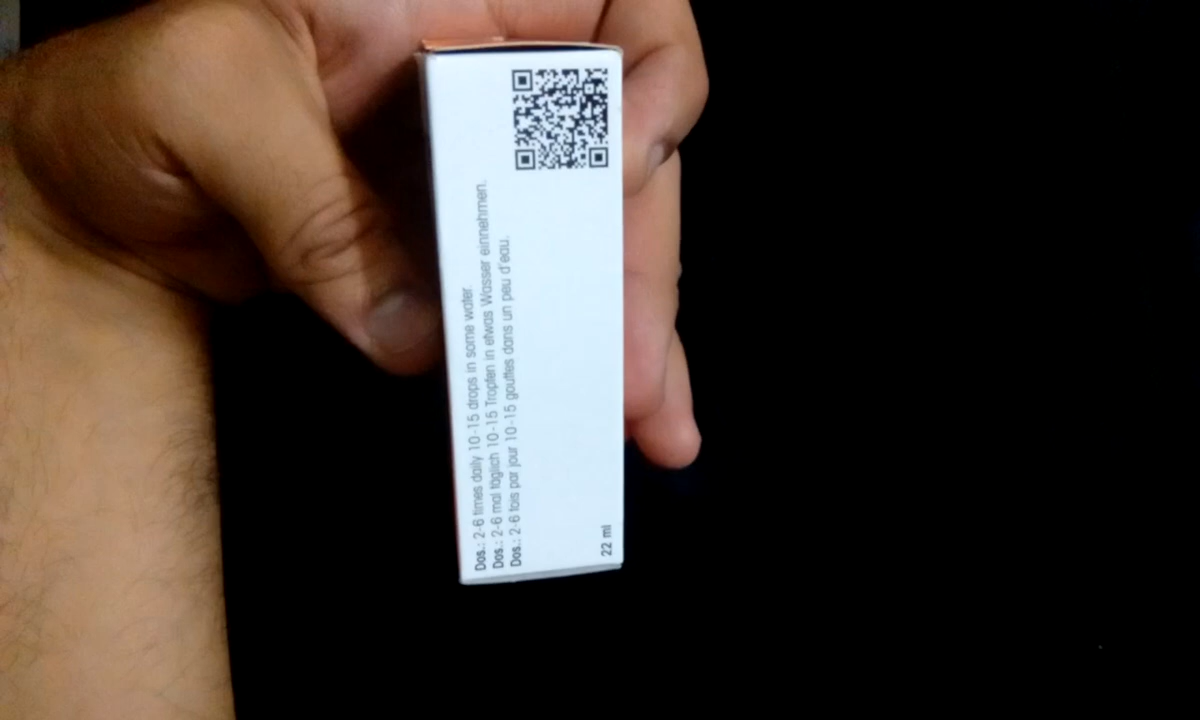 Dos.: 2-6 times daily 10-15 drops in some water.
Dos.: 2-6 mal täglich 10-15 Tropfen in etwas Wasser einnehmen.
Dos.: 2-6 fois par jour 10-15 gouttes dans un peu d'eau.
22 ml